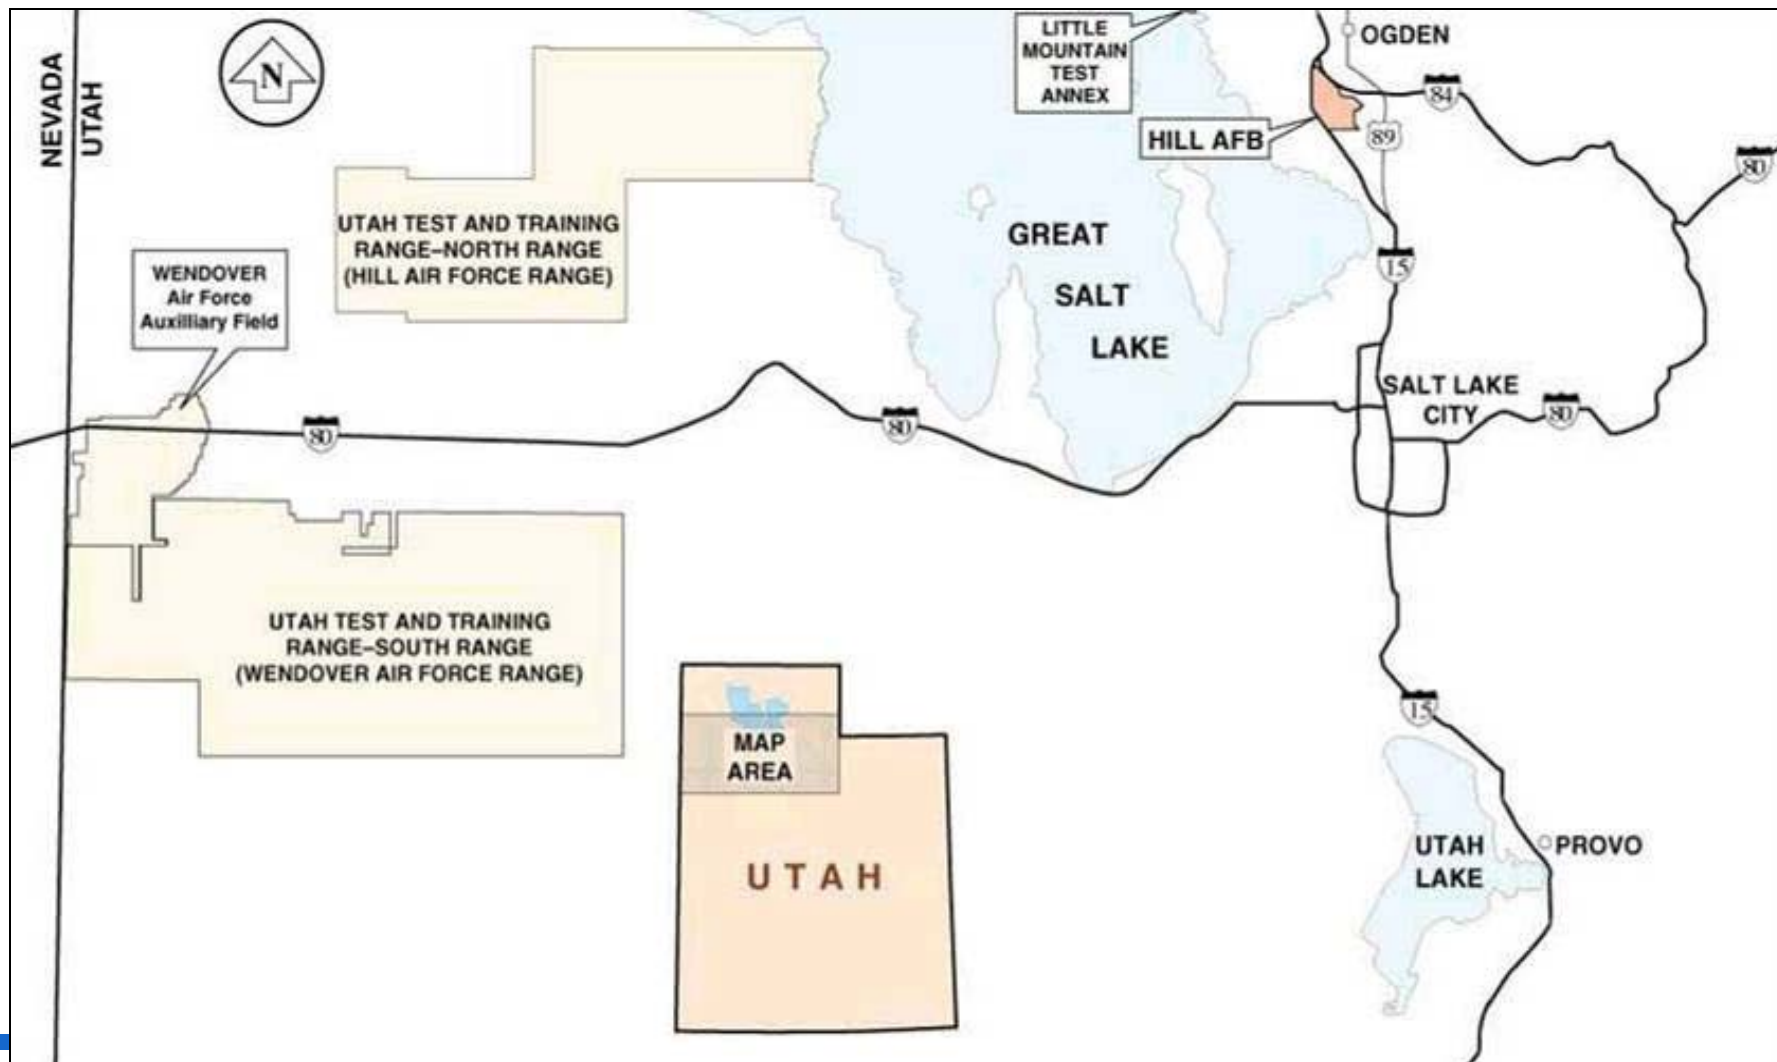 NEVADA
UTAH
N
LITTLE
MOUNTAIN
TEST
ANNEX
OGDEN
84
HILL AFB
89
80
UTAH TEST AND TRAINING
RANGE–NORTH RANGE
(HILL AIR FORCE RANGE)
GREAT
SALT
LAKE
15
WENDOVER
Air Force
Auxilliary Field
80
80
SALT LAKE
CITY
80
UTAH TEST AND TRAINING
RANGE–SOUTH RANGE
(WENDOVER AIR FORCE RANGE)
15
MAP
AREA
UTAH
UTAH
LAKE
PROVO